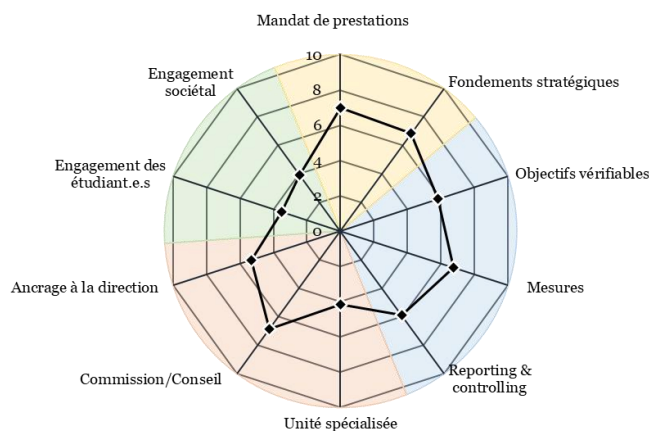 Mandat de prestations
10
Engagement
sociétal
Fondements stratégiques
8
6
Engagement des
étudiant.e.s
4
Objectifs vérifiables
2
0
Ancrage à la direction
Mesures
Commission/Conseil
Reporting &
controlling
Unité spécialisée